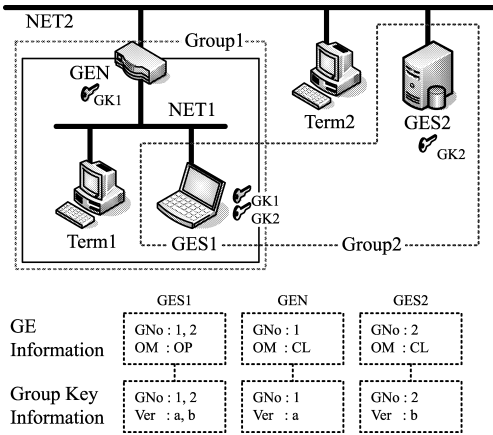 NET2
Group1
GEN
GK1
NET1
Term2
GES2
GK2
GK1
GK2
Term1
GES1
Group2
GES1 GEN GES2
GE Information
GNo : 1, 2
OM : OP
GNo : 1
OM : CL
GNo : 2
OM : CL
Group Key Information
GNo : 1, 2
Ver : a, b
GNo : 1
Ver : a
GNo : 2
Ver : b